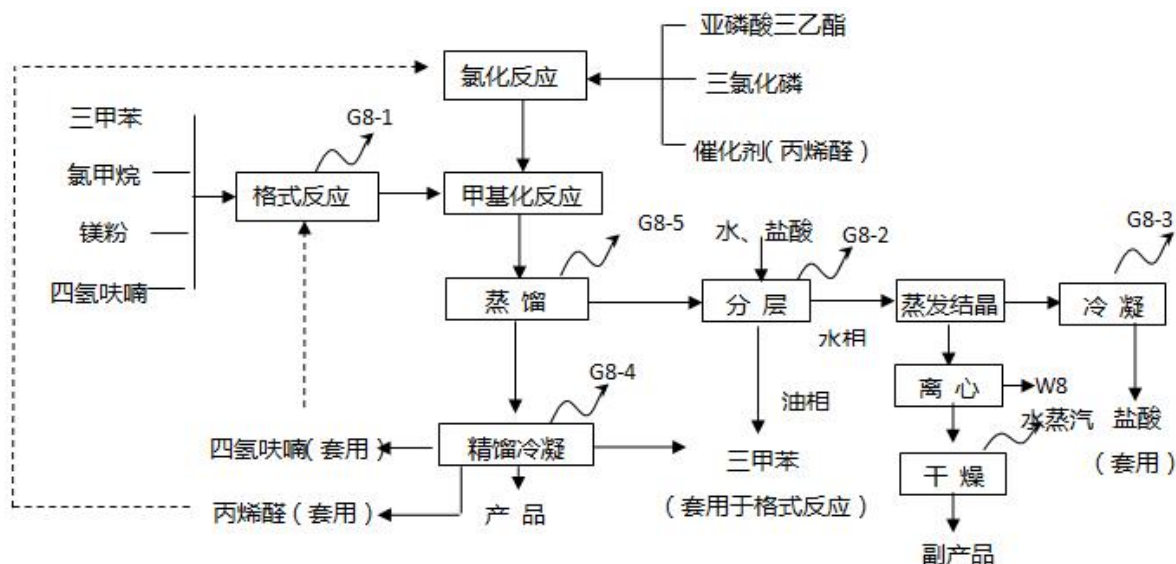 亚磷酸三乙酯
氯化反应
三氯化磷
催化剂（丙烯醛）
三甲苯
G8-1
氯甲烷
格式反应
甲基化反应
镁粉
四氢呋喃
G8-5
水、盐酸
G8-2
G8-3
蒸 馏
分 层
水相
蒸发结晶
冷 凝
G8-4
油相
离 心
W8
水蒸汽
盐酸
（套用）
四氢呋喃（套用）
精馏冷凝
三甲苯
（套用于格式反应）
干 燥
丙烯醛（套用）
产 品
副产品